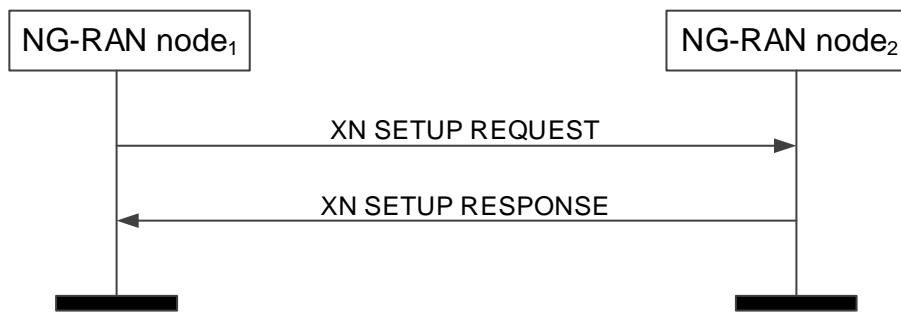 NG-RAN node₁
NG-RAN node₂
XN SETUP REQUEST
XN SETUP RESPONSE